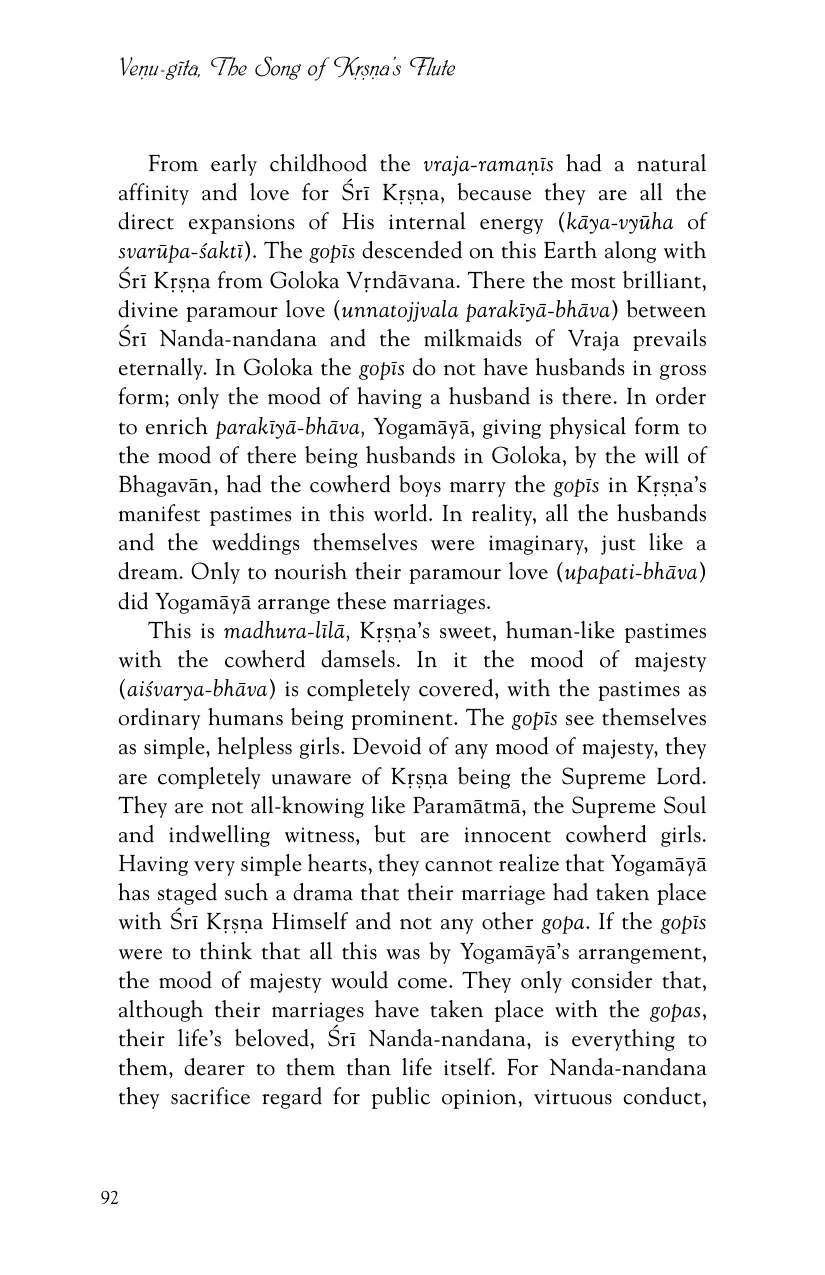 Veṇu-gīta, The Song of Kṛṣṇa's Flute
From early childhood the vraja-ramaṇīs had a natural
affinity and love for Śrī Kṛṣṇa, because they are all the
direct expansions of His internal energy (kāya-vyūha of
svarūpa-śaktī). The gopīs descended on this Earth along with
Śrī Kṛṣṇa from Goloka Vṛndāvana. There the most brilliant,
divine paramour love (unnatojjvala parakīyā-bhāva) between
Śrī Nanda-nandana and the milkmaids of Vraja prevails
eternally. In Goloka the gopīs do not have husbands in gross
form; only the mood of having a husband is there. In order
to enrich parakīyā-bhāva, Yogamāyā, giving physical form to
the mood of there being husbands in Goloka, by the will of
Bhagavān, had the cowherd boys marry the gopīs in Kṛṣṇa's
manifest pastimes in this world. In reality, all the husbands
and the weddings themselves were imaginary, just like a
dream. Only to nourish their paramour love (upapati-bhāva)
did Yogamāyā arrange these marriages.
This is madhura-līlā, Kṛṣṇa's sweet, human-like pastimes
with the cowherd damsels. In it the mood of majesty
(aiśvarya-bhāva) is completely covered, with the pastimes as
ordinary humans being prominent. The gopīs see themselves
as simple, helpless girls. Devoid of any mood of majesty, they
are completely unaware of Kṛṣṇa being the Supreme Lord.
They are not all-knowing like Paramātmā, the Supreme Soul
and indwelling witness, but are innocent cowherd girls.
Having very simple hearts, they cannot realize that Yogamāyā
has staged such a drama that their marriage had taken place
with Śrī Kṛṣṇa Himself and not any other gopa. If the gopīs
were to think that all this was by Yogamāyā's arrangement,
the mood of majesty would come. They only consider that,
although their marriages have taken place with the gopas,
their life's beloved, Śrī Nanda-nandana, is everything to
them, dearer to them than life itself. For Nanda-nandana
they sacrifice regard for public opinion, virtuous conduct,
92